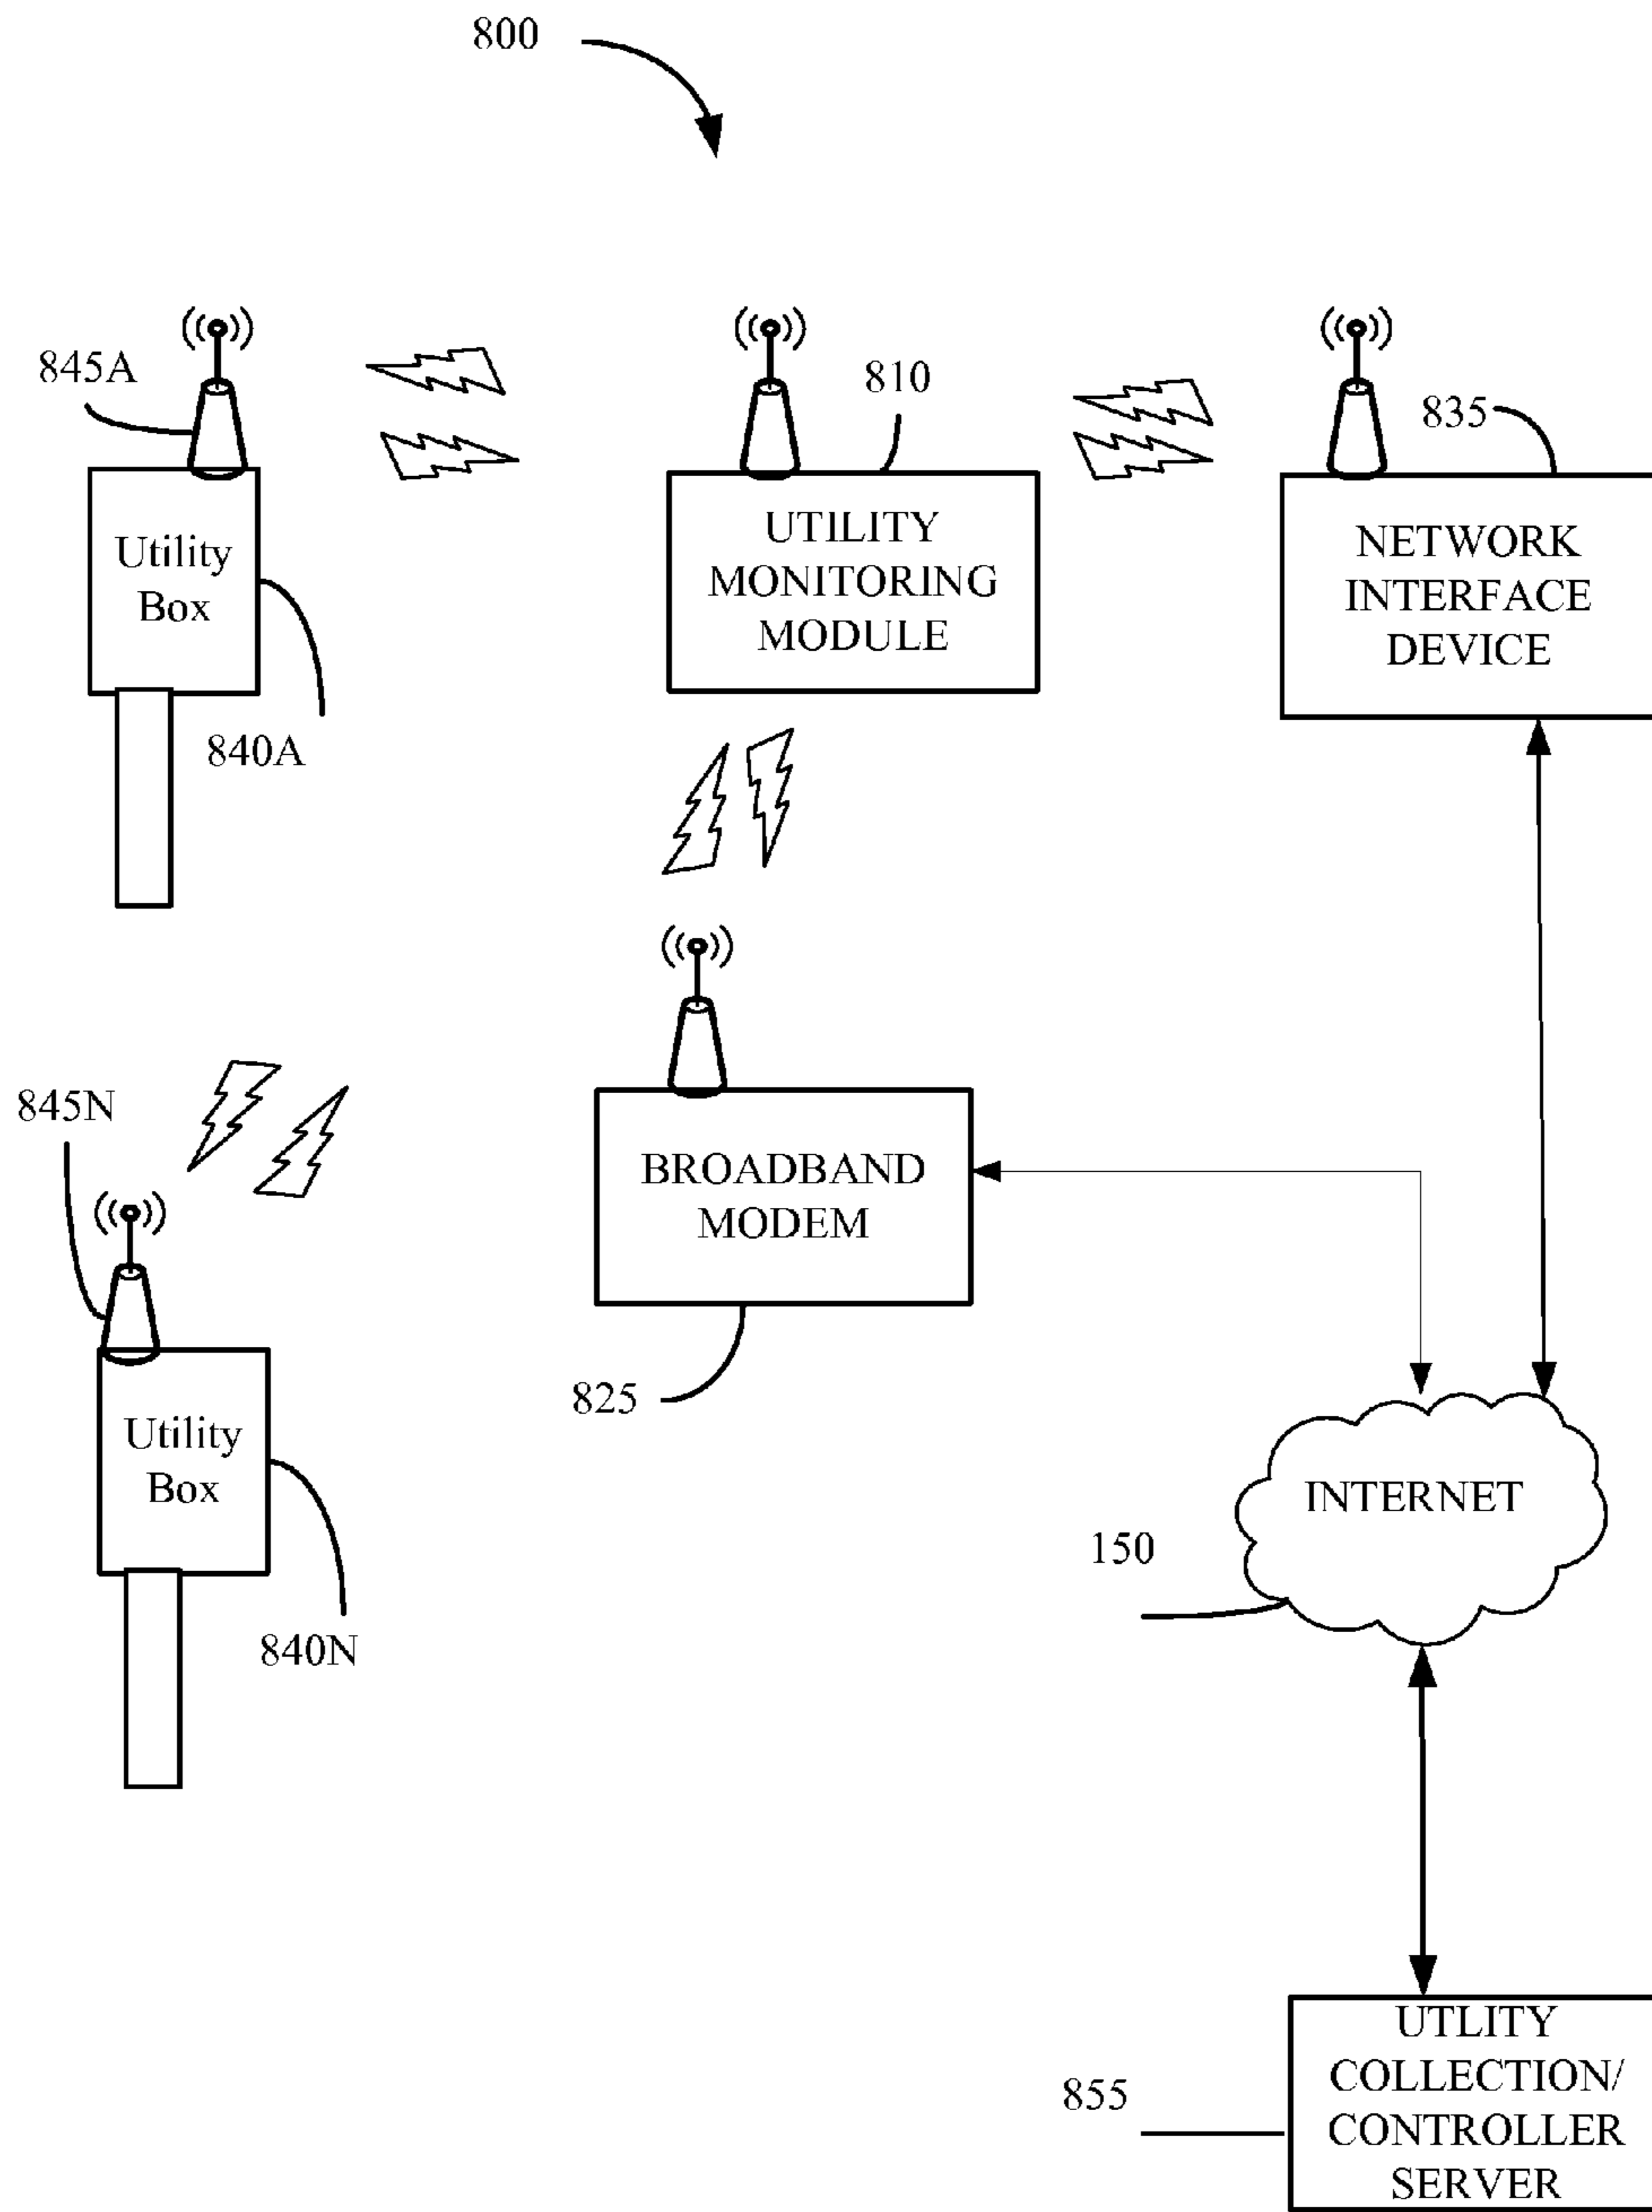 800
845A
810
835
Utility
Box
UTILITY
MONITORING
MODULE
NETWORK
INTERFACE
DEVICE
840A
845N
BROADBAND
MODEM
825
Utility
Box
INTERNET
150
840N
855
UTLITY
COLLECTION/
CONTROLLER
SERVER